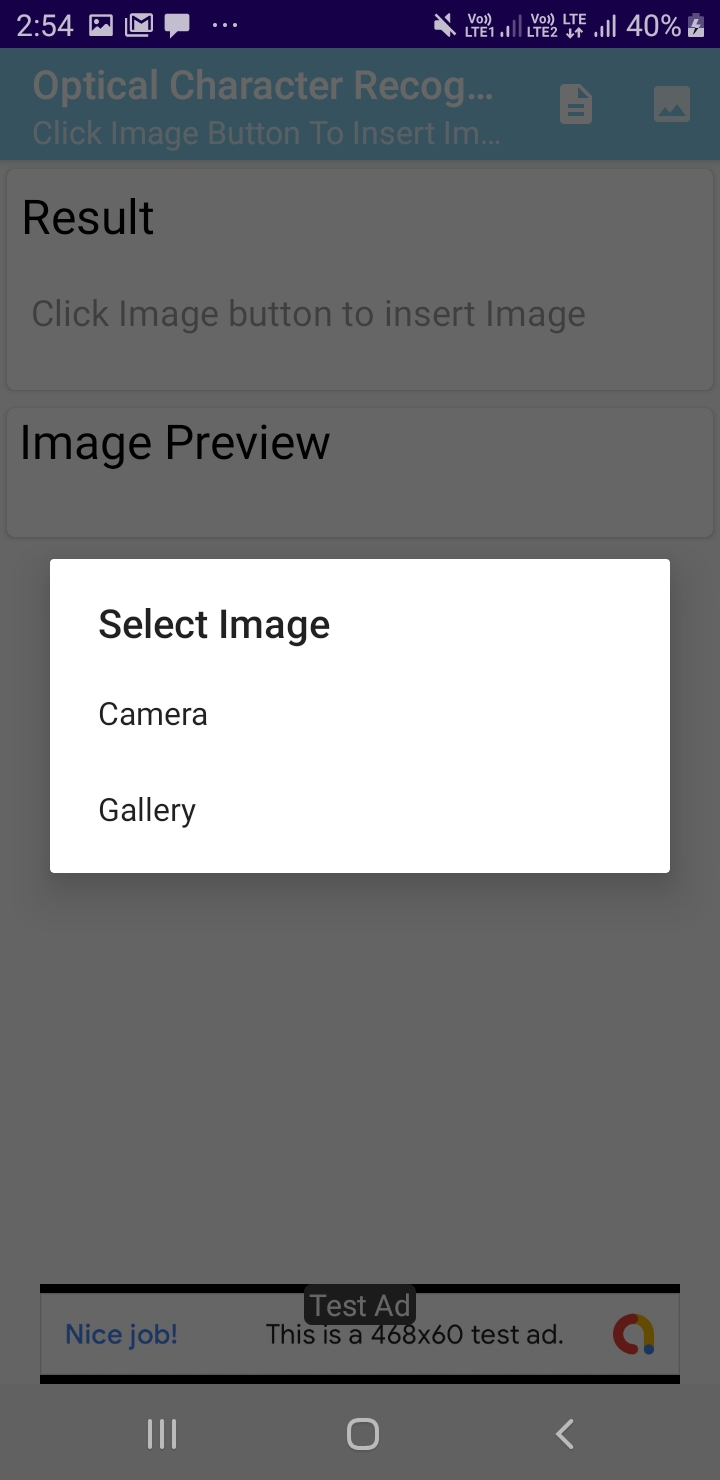 2:54 ... Vo)) LTE1 Vo)) LTE2 LTE 40%
Optical Character Recog...
Click Image Button To Insert Im...
Result
Click Image button to insert Image
Image Preview
Select Image
Camera
Gallery
Test Ad
Nice job! This is a 468x60 test ad.